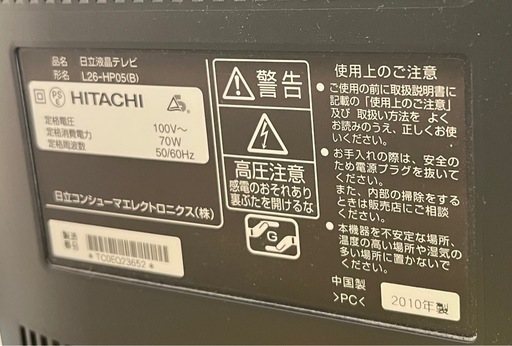 品名 日立液晶テレビ
形名 L26-HP05(B)
PS
E
HITACHI
定格電圧 100V～
定格消費電力 70W
定格周波数 50/60Hz
日立コンシューマエレクトロニクス(株)
製造番号
* TC0EQ23652 *
警告
高圧注意
感電のおそれあり
裏ぶたを開けるな
G
使用上のご注意
●ご使用の前に取扱説明書に
記載の「使用上のご注意」
及び 取扱い方法を よく
お読みのうえ、正しくお使
いください。
●お手入れの際は、安全の
ため電源プラグを抜いて
ください。
また、内部の掃除をする
ときは販売店にご相談
ください。
●本機器を不安定な場所、
温度の高い場所や湿気の
多い場所に置かないで
ください。
中国製
>PC<
2010年製